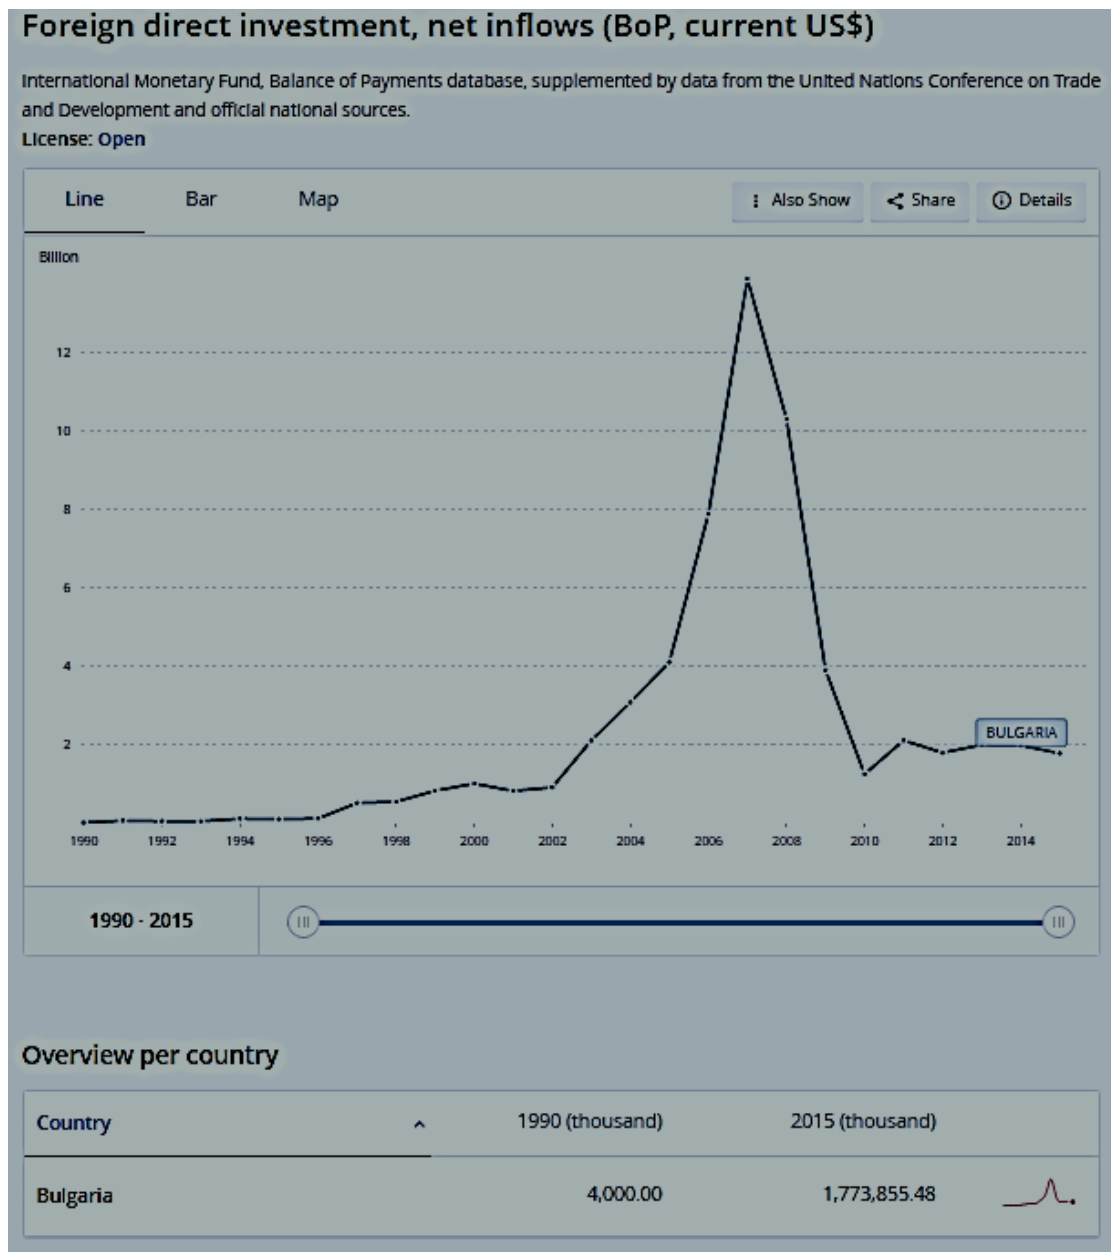 Foreign direct investment, net inflows (BoP, current US$)
International Monetary Fund, Balance of Payments database, supplemented by data from the United Nations Conference on Trade
and Development and official national sources.
License: Open
Line Bar Map Also Show Share Details
Billion
12
10
8
6
4
2
BULGARIA
1990 1992 1994 1996 1998 2000 2002 2004 2006 2008 2010 2012 2014
1990 - 2015
Overview per country
Country 1990 (thousand) 2015 (thousand)
Bulgaria 4,000.00 1,773,855.48